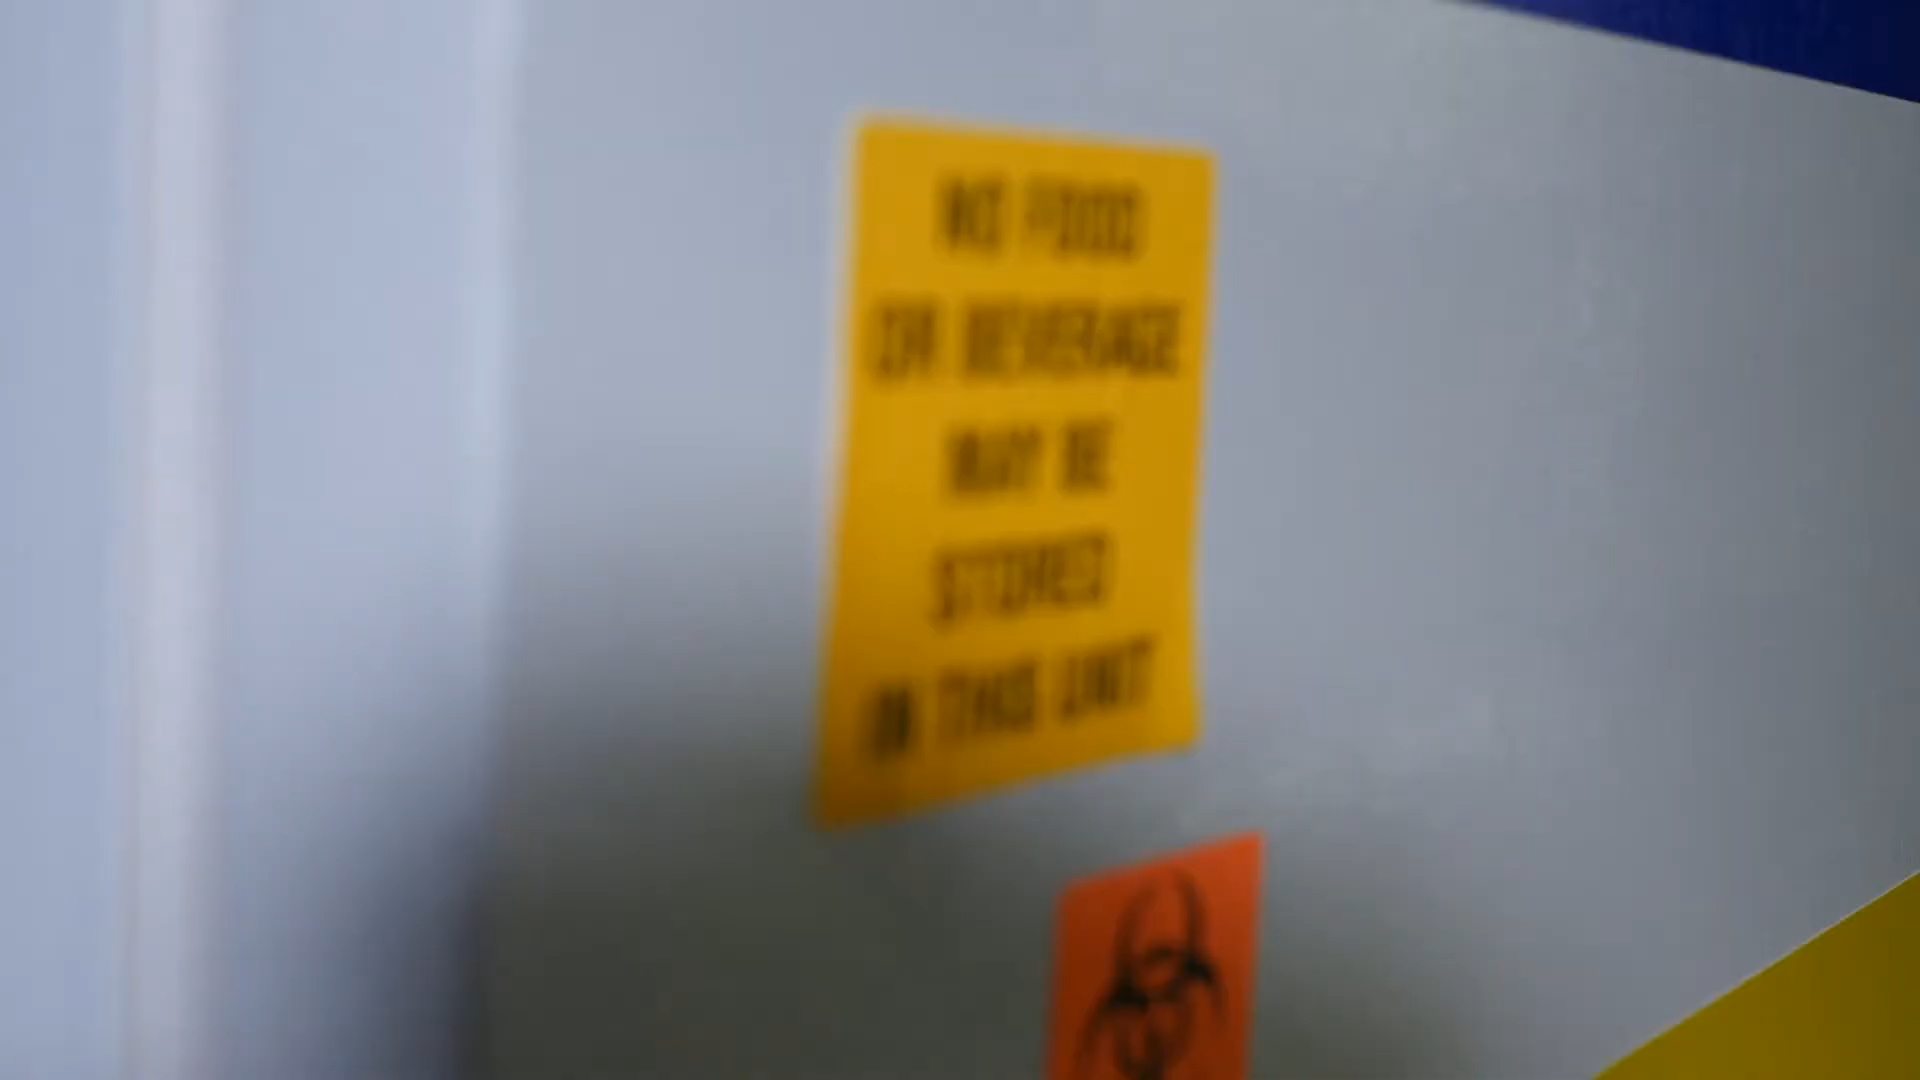 NO FOOD
OR BEVERAGE
MAY BE
STORED
IN THIS UNIT